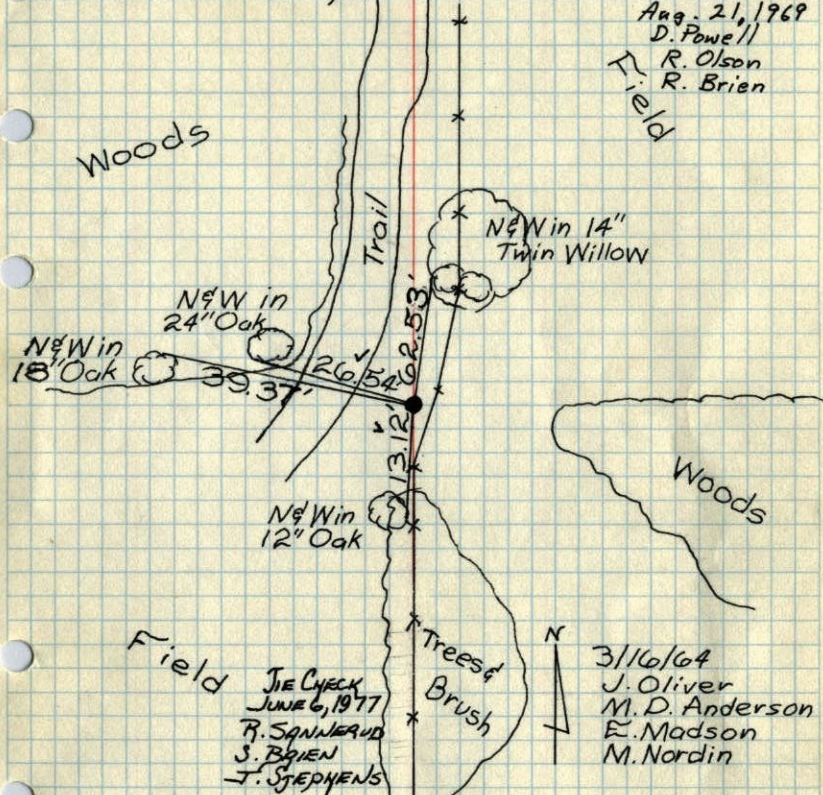 Aug. 21, 1969
D. Powell
R. Olson
R. Brien
Field
Woods
Trail
N&W in 14"
Twin Willow
N&W in
24" Oak
N&W in
18" Oak
62.53'
26.54'
39.37'
13.12'
Woods
N&W in
12" Oak
Field
Trees &
Brush
N
3/16/64
J. Oliver
M.D. Anderson
E. Madson
M. Nordin
TIE CHECK
JUNE 6, 1977
R. SANNERUD
S. BRIEN
J. STEPHENS